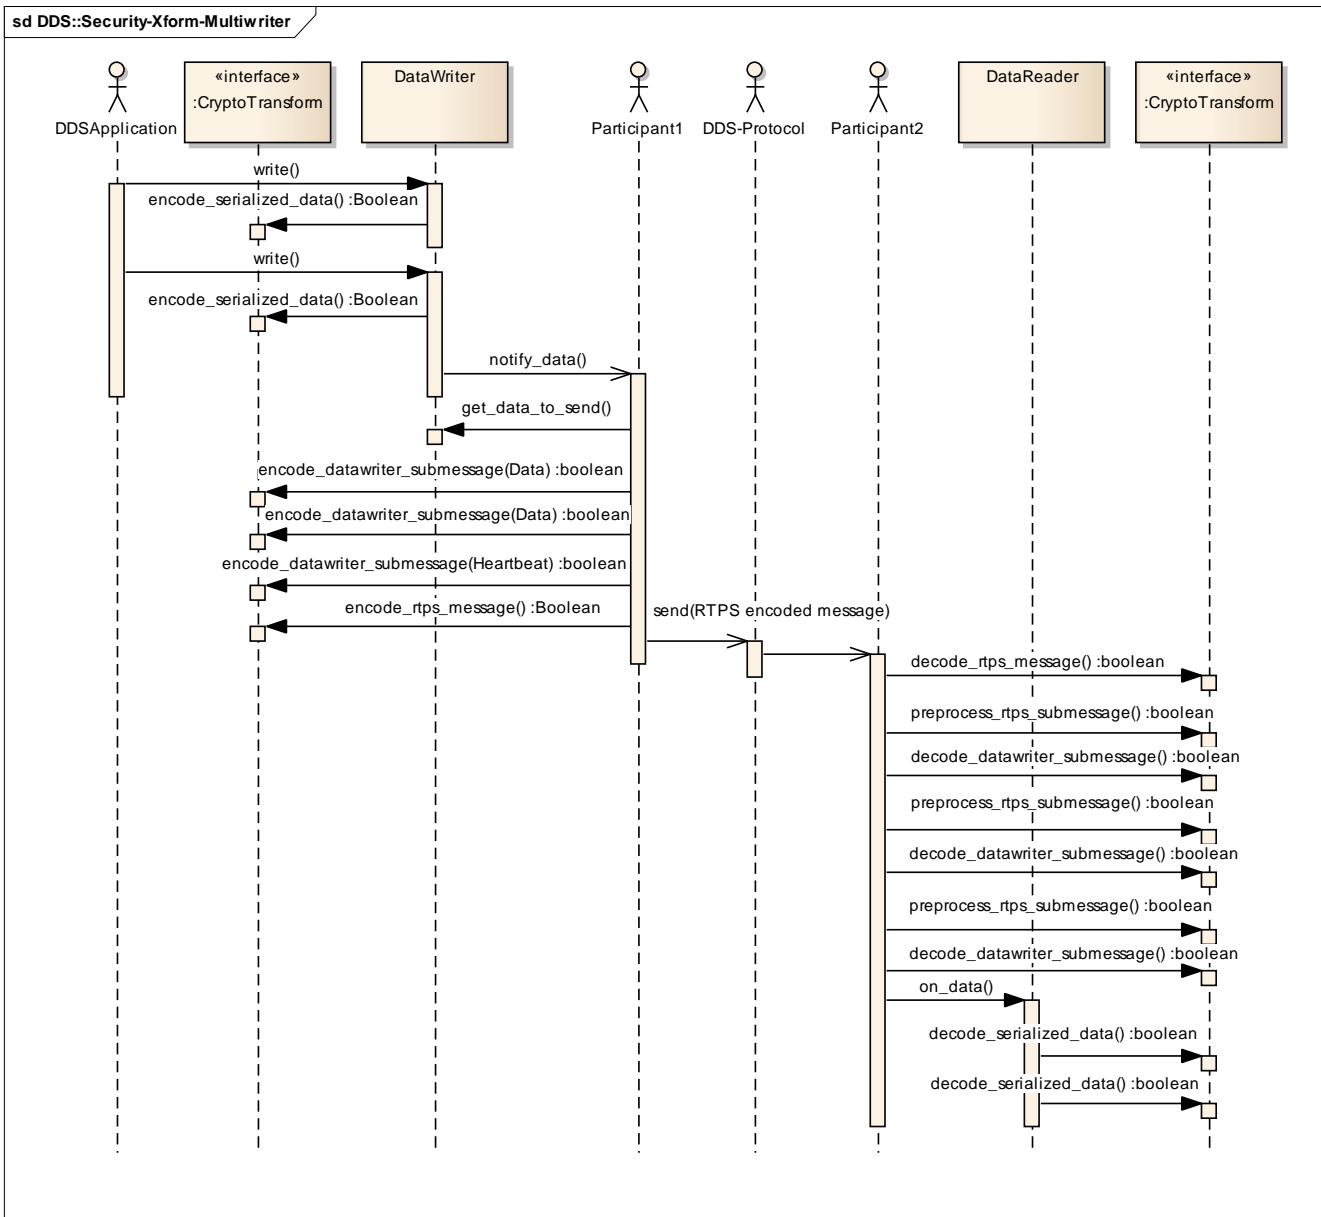 sd DDS::Security-Xform-Multiwriter
DDSApplication
«interface»
:CryptoTransform
DataWriter
Participant1
DDS-Protocol
Participant2
DataReader
«interface»
:CryptoTransform
write()
encode_serialized_data() :Boolean
write()
encode_serialized_data() :Boolean
notify_data()
get_data_to_send()
encode_datawriter_submessage(Data) :boolean
encode_datawriter_submessage(Data) :boolean
encode_datawriter_submessage(Heartbeat) :boolean
encode_rtps_message() :Boolean
send(RTPS encoded message)
decode_rtps_message() :boolean
preprocess_rtps_submessage() :boolean
decode_datawriter_submessage() :boolean
preprocess_rtps_submessage() :boolean
decode_datawriter_submessage() :boolean
preprocess_rtps_submessage() :boolean
decode_datawriter_submessage() :boolean
on_data()
decode_serialized_data() :boolean
decode_serialized_data() :boolean